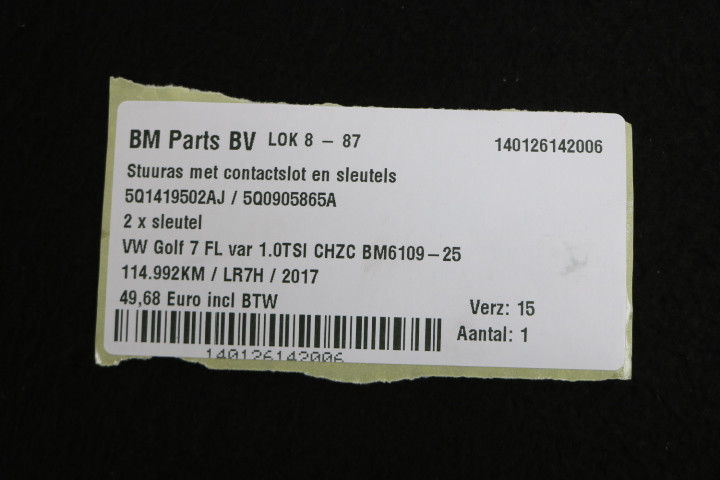 BM Parts BV LOK 8 - 87 140126142006
Stuuras met contactslot en sleutels
5Q1419502AJ / 5Q0905865A
2 x sleutel
VW Golf 7 FL var 1.0TSI CHZC BM6109-25
114.992KM / LR7H / 2017
49,68 Euro incl BTW
Verz: 15
Aantal: 1
140126142006